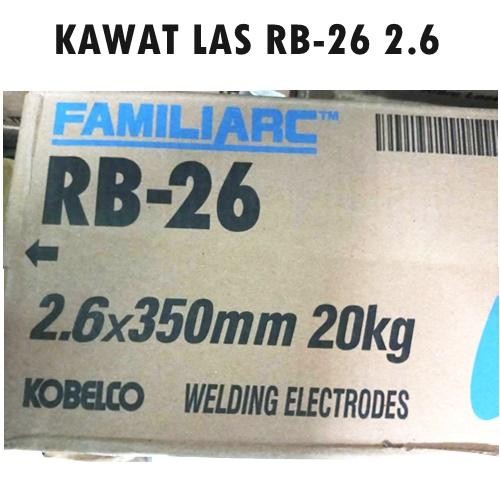 KAWAT LAS RB-26 2.6
FAMILIARC™
RB-26
2.6x350mm 20kg
KOBELCO WELDING ELECTRODES